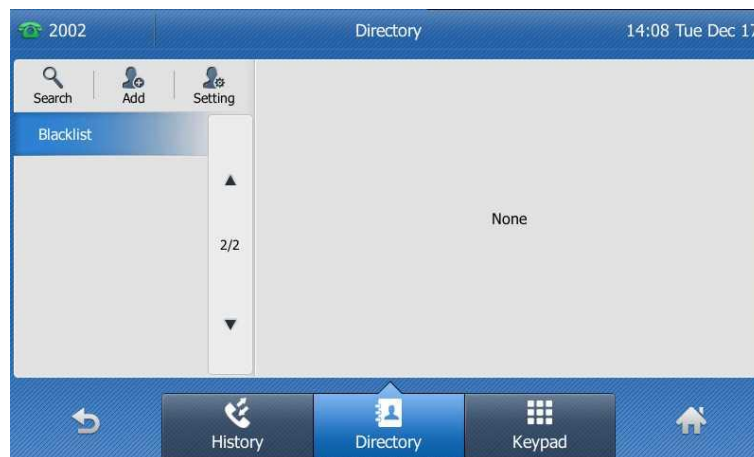 2002
Directory
14:08 Tue Dec 17
Search
Add
Setting
Blacklist
2/2
None
History
Directory
Keypad